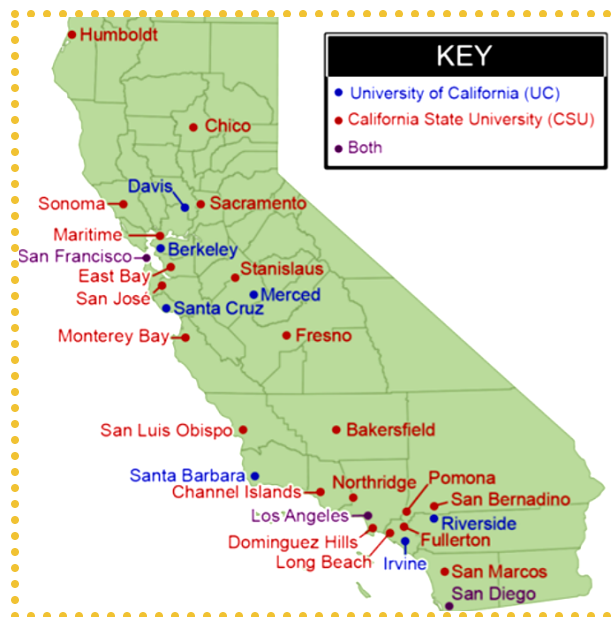 Humboldt
KEY
University of California (UC)
California State University (CSU)
Both
Chico
Davis
Sonoma
Sacramento
Maritime
Berkeley
San Francisco
East Bay
Stanislaus
San José
Merced
Santa Cruz
Monterey Bay
Fresno
San Luis Obispo
Bakersfield
Santa Barbara
Northridge
Pomona
Channel Islands
San Bernadino
Los Angeles
Riverside
Dominguez Hills
Fullerton
Long Beach
Irvine
San Marcos
San Diego